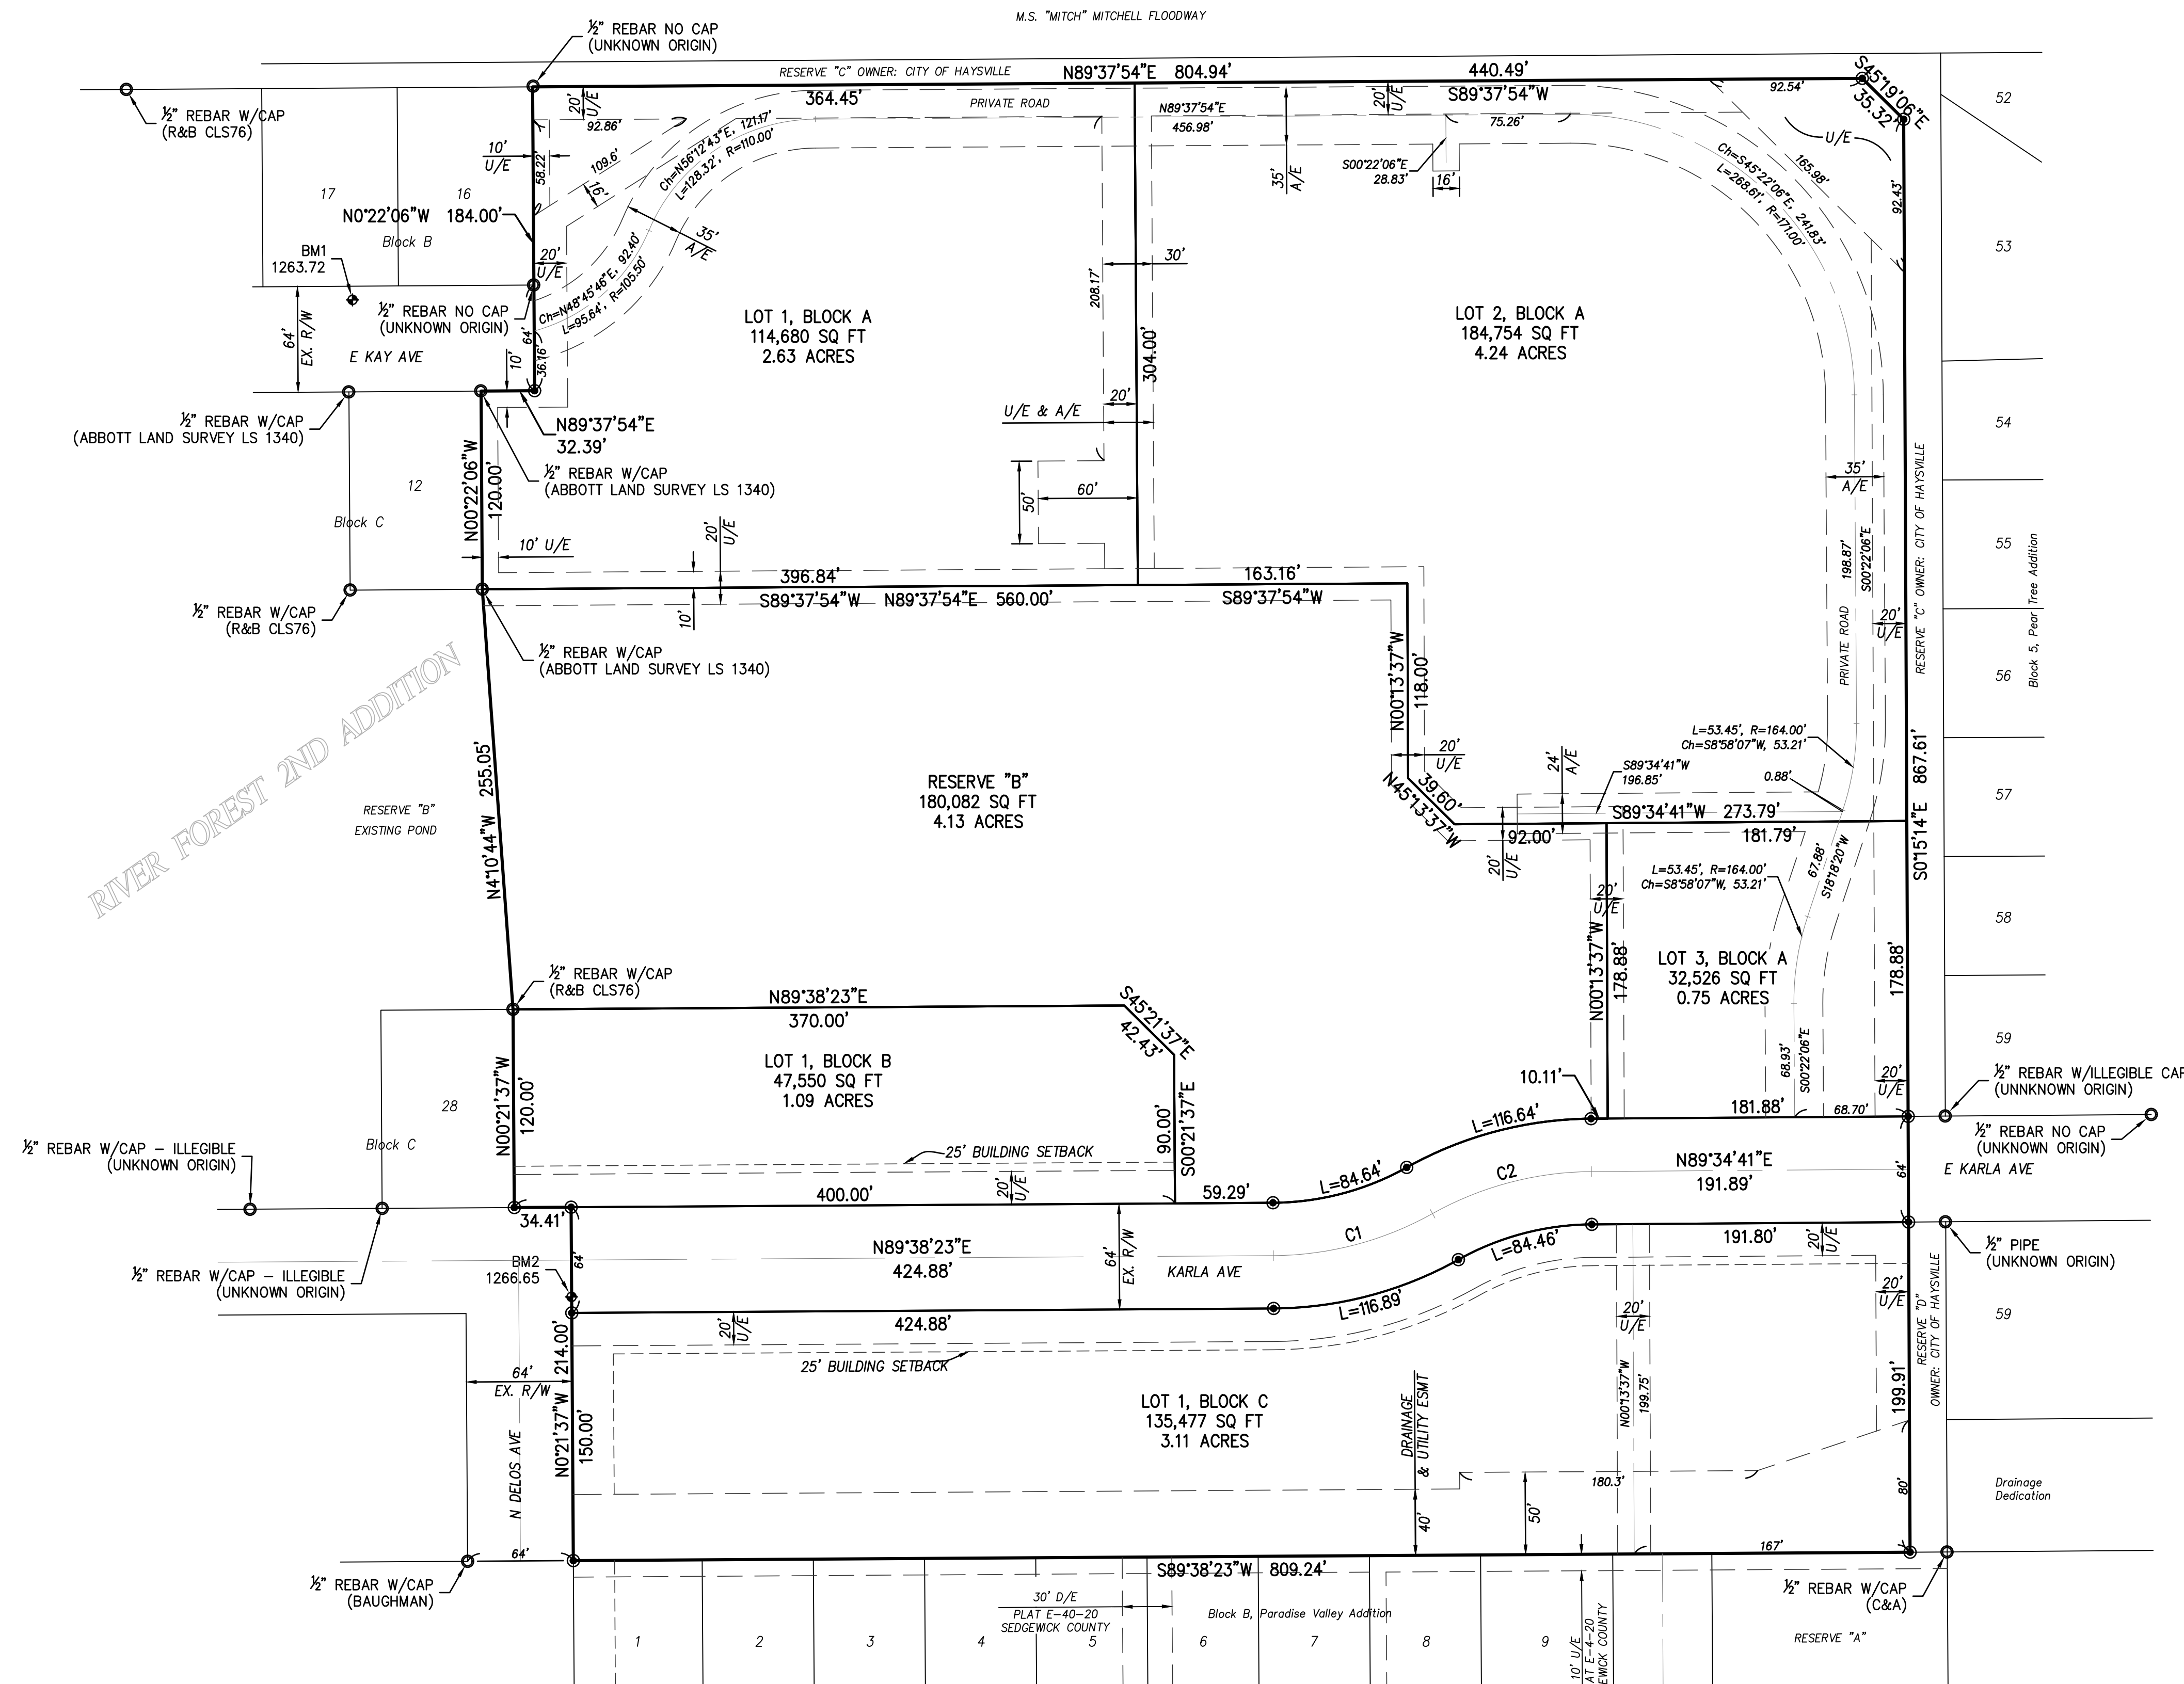 M.S. "MITCH" MITCHELL FLOODWAY
½" REBAR NO CAP
(UNKNOWN ORIGIN)
RESERVE "C" OWNER: CITY OF HAYSVILLE
N89°37'54"E 804.94'
440.49'
S45°19'06"E
35.32'
½" REBAR W/CAP
(R&B CLS76)
20'
U/E
92.86'
364.45'
PRIVATE ROAD
N89°37'54"E
456.98'
20'
U/E
S89°37'54"W
75.26'
92.54'
U/E
52
10'
U/E
58.22'
109.6'
16'
Ch=N56°12'43"E, 121.17'
L=128.32', R=110.00'
35'
A/E
S00°22'06"E
28.83'
16'
Ch=S45°22'06"E, 241.83'
L=268.61', R=171.00'
165.98'
92.43'
17
16
N0°22'06"W 184.00'
Block B
35'
A/E
53
BM1
1263.72
20'
U/E
Ch=N48°45'46"E, 92.40'
L=95.64', R=105.50'
30'
208.17'
½" REBAR NO CAP
(UNKNOWN ORIGIN)
64'
EX. R/W
E KAY AVE
64'
36.16'
10'
LOT 1, BLOCK A
114,680 SQ FT
2.63 ACRES
304.00'
LOT 2, BLOCK A
184,754 SQ FT
4.24 ACRES
½" REBAR W/CAP
(ABBOTT LAND SURVEY LS 1340)
N89°37'54"E
32.39'
U/E & A/E
20'
54
N00°22'06"W
120.00'
½" REBAR W/CAP
(ABBOTT LAND SURVEY LS 1340)
12
Block C
50'
60'
35'
A/E
RESERVE "C" OWNER: CITY OF HAYSVILLE
10' U/E
20'
U/E
55
Block 5, Pear Tree Addition
198.87'
S00°22'06"E
396.84'
163.16'
10'
S89°37'54"W N89°37'54"E 560.00'
S89°37'54"W
½" REBAR W/CAP
(R&B CLS76)
½" REBAR W/CAP
(ABBOTT LAND SURVEY LS 1340)
PRIVATE ROAD
20'
U/E
56
RIVER FOREST 2ND ADDITION
N00°13'37"W
118.00'
20'
U/E
L=53.45', R=164.00'
Ch=S8°58'07"W, 53.21'
N4°10'44"W 255.05'
RESERVE "B"
180,082 SQ FT
4.13 ACRES
39.60'
N45°13'37"W
24'
A/E
S89°34'41"W
196.85'
0.88'
57
RESERVE "B"
EXISTING POND
S89°34'41"W 273.79'
92.00'
181.79'
S0°15'14"E 867.61'
20'
U/E
L=53.45', R=164.00'
Ch=S8°58'07"W, 53.21'
67.88'
S18°18'20"W
20'
U/E
58
N00°13'37"W
178.88'
LOT 3, BLOCK A
32,526 SQ FT
0.75 ACRES
178.88'
½" REBAR W/CAP
(R&B CLS76)
N89°38'23"E
370.00'
S45°21'37"E
42.43'
59
LOT 1, BLOCK B
47,550 SQ FT
1.09 ACRES
68.93'
S00°22'06"E
20'
U/E
½" REBAR W/ILLEGIBLE CAP
(UNNKNOWN ORIGIN)
N00°21'37"W
120.00'
28
Block C
90.00'
S00°21'37"E
10.11'
L=116.64'
181.88'
68.70'
½" REBAR NO CAP
(UNKNOWN ORIGIN)
½" REBAR W/CAP - ILLEGIBLE
(UNKNOWN ORIGIN)
25' BUILDING SETBACK
20'
U/E
L=84.64'
C2
N89°34'41"E
191.89'
64'
E KARLA AVE
34.41'
400.00'
59.29'
64'
N89°38'23"E
424.88'
64'
EX. R/W
KARLA AVE
C1
L=84.46'
191.80'
20'
U/E
½" PIPE
(UNKNOWN ORIGIN)
½" REBAR W/CAP - ILLEGIBLE
(UNKNOWN ORIGIN)
BM2
1266.65
L=116.89'
424.88'
20'
U/E
20'
U/E
20'
U/E
RESERVE "D"
OWNER: CITY OF HAYSVILLE
59
25' BUILDING SETBACK
64'
EX. R/W
N0°21'37"W 214.00'
150.00'
LOT 1, BLOCK C
135,477 SQ FT
3.11 ACRES
DRAINAGE
& UTILITY ESMT
N00°13'37"W
199.75'
199.91'
N DELOS AVE
40'
50'
180.3'
80'
Drainage
Dedication
64'
167'
½" REBAR W/CAP
(BAUGHMAN)
S89°38'23"W 809.24'
½" REBAR W/CAP
(C&A)
30' D/E
PLAT E-40-20
SEDGEWICK COUNTY
Block B, Paradise Valley Addition
10' U/E
AT E-4-20
EWICK COUNTY
1
2
3
4
5
6
7
8
9
RESERVE "A"